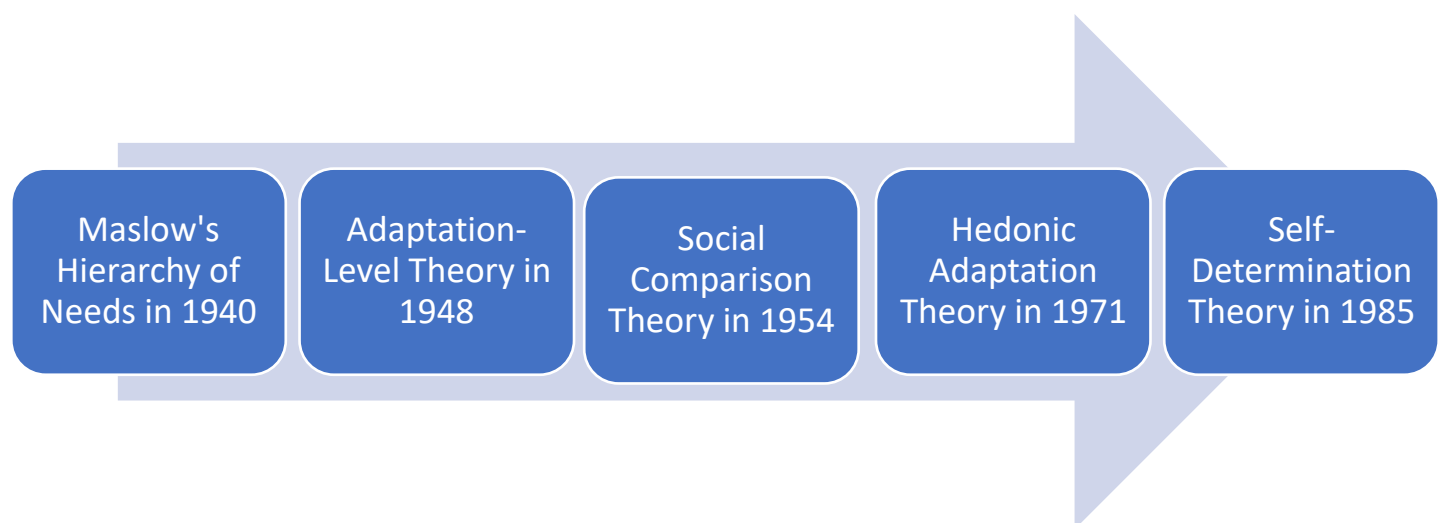 Maslow's
Hierarchy of
Needs in 1940
Adaptation-
Level Theory in
1948
Social
Comparison
Theory in 1954
Hedonic
Adaptation
Theory in 1971
Self-
Determination
Theory in 1985